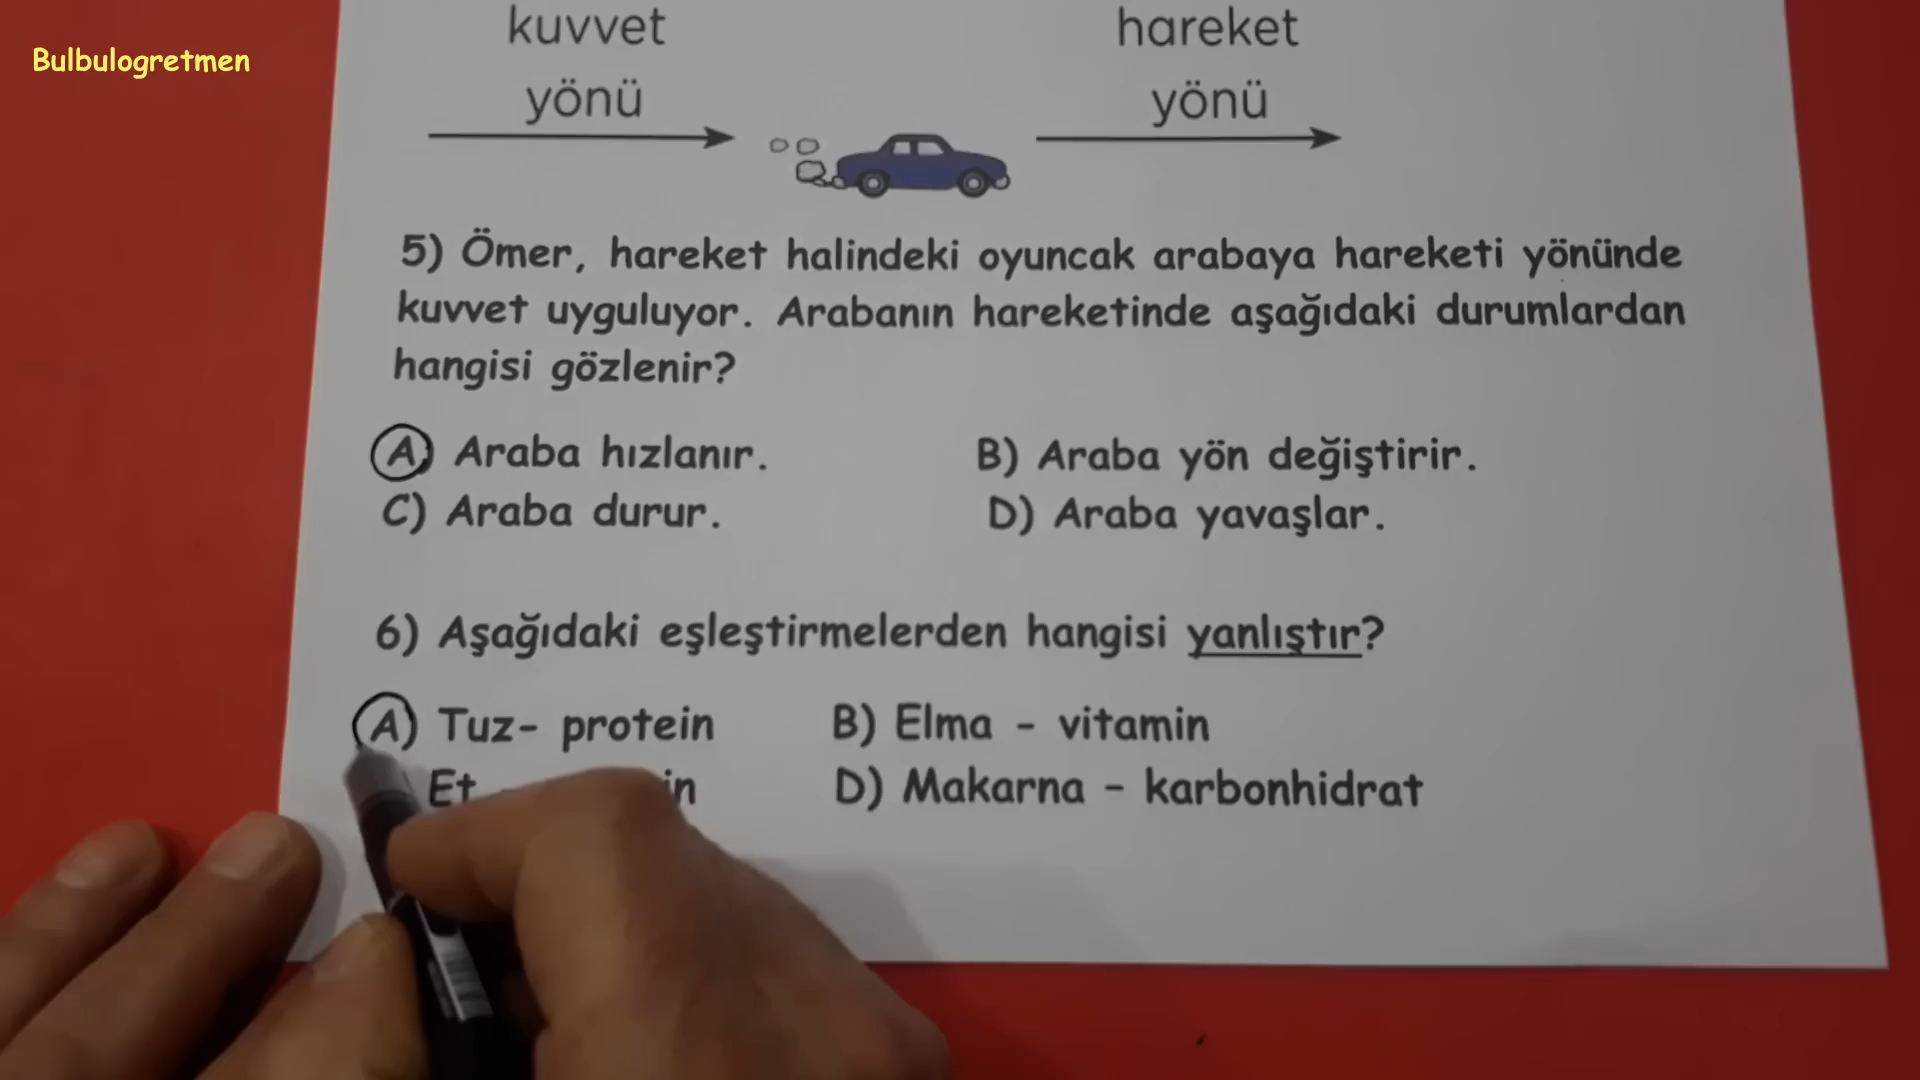 Bulbulogretmen
kuvvet
yönü
hareket
yönü
5) Ömer, hareket halindeki oyuncak arabaya hareketi yönünde
kuvvet uyguluyor. Arabanın hareketinde aşağıdaki durumlardan
hangisi gözlenir?
A) Araba hızlanır.
B) Araba yön değiştirir.
C) Araba durur.
D) Araba yavaşlar.
6) Aşağıdaki eşleştirmelerden hangisi yanlıştır?
A) Tuz- protein
B) Elma - vitamin
Et
D) Makarna - karbonhidrat